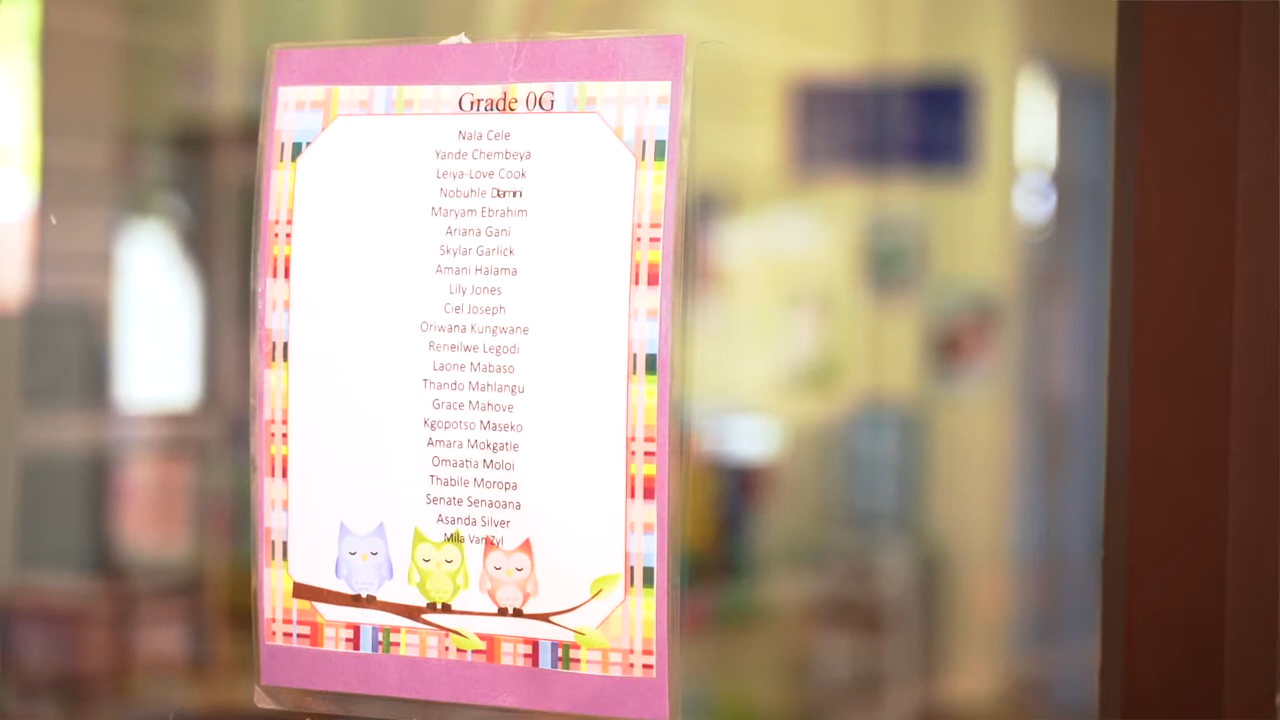 Grade 0G
Nala Cele
Yande Chembeya
Leiya-Love Cook
Nobuhle Dlamini
Maryam Ebrahim
Ariana Gani
Skylar Garlick
Amani Halama
Lily Jones
Ciel Joseph
Oriwana Kungwane
Reneilwe Legodi
Laone Mabaso
Thando Mahlangu
Grace Mahove
Kgopotso Maseko
Amara Mokgatle
Omaatia Moloi
Thabile Moropa
Senate Senaoana
Asanda Silver
Mila Van Zyl